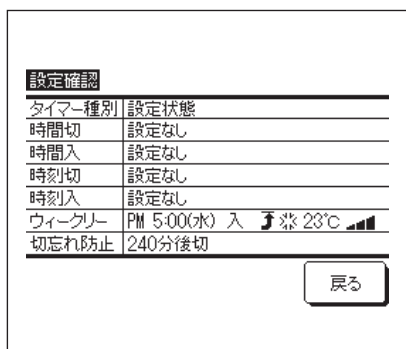 設定確認
タイマー種別 設定状態
時間切 設定なし
時間入 設定なし
時刻切 設定なし
時刻入 設定なし
ウィークリー PM 5:00(水) 入 23℃
切忘れ防止 240分後切
戻る